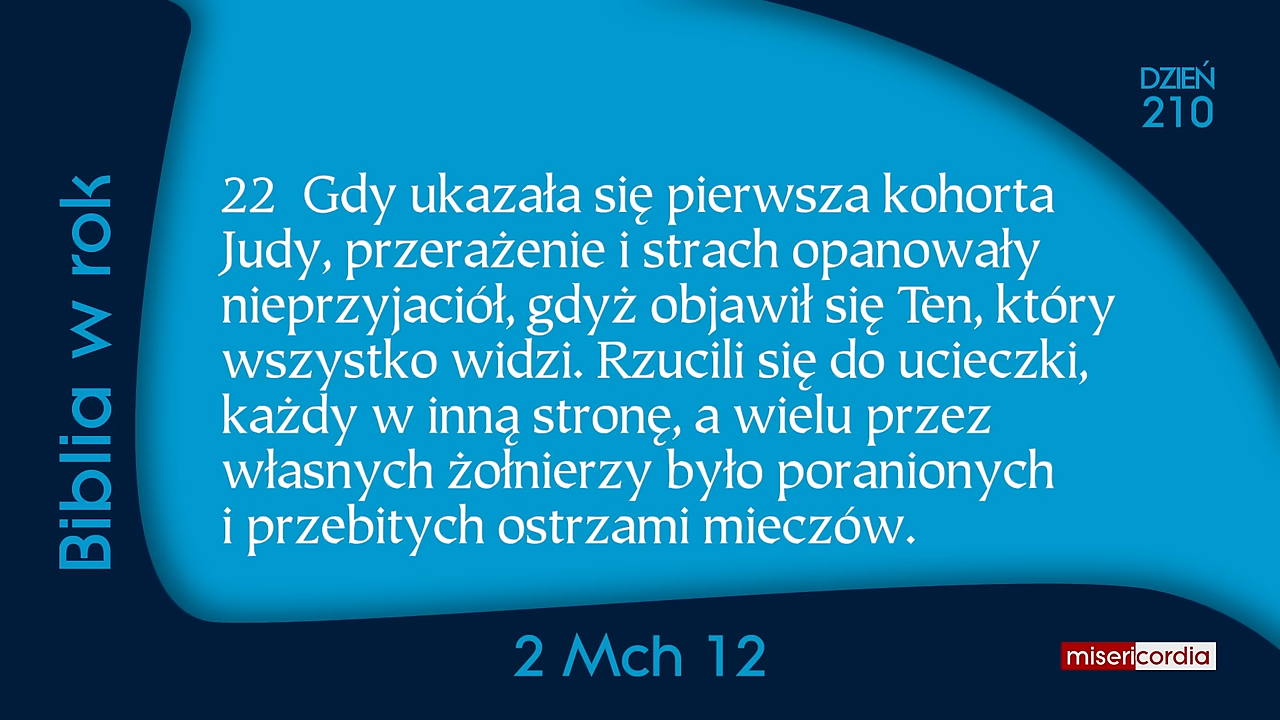 DZIEŃ
210
Biblia w rok
22 Gdy ukazała się pierwsza kohorta
Judy, przerażenie i strach opanowały
nieprzyjaciół, gdyż objawił się Ten, który
wszystko widzi. Rzucili się do ucieczki,
każdy w inną stronę, a wielu przez
własnych żołnierzy było poranionych
i przebitych ostrzami mieczów.
2 Mch 12
misericordia